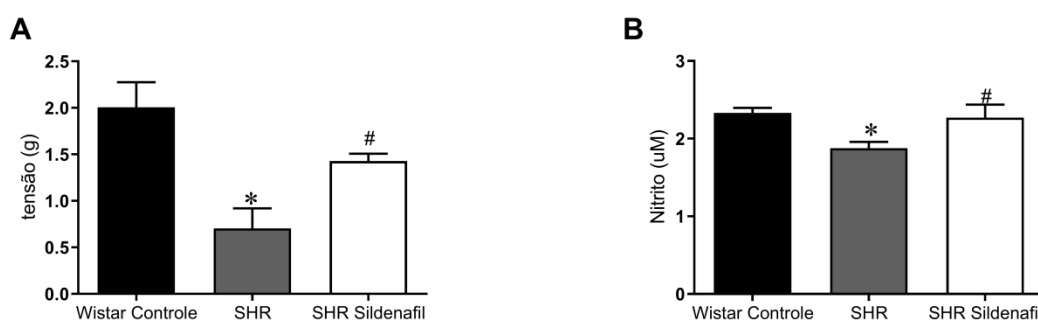 A
tensão (g)
2.5
2.0
1.5
1.0
0.5
0.0
*
#
Wistar Controle SHR SHR Sildenafil
B
Nitrito (uM)
3
2
1
0
*
#
Wistar Controle SHR SHR Sildenafil